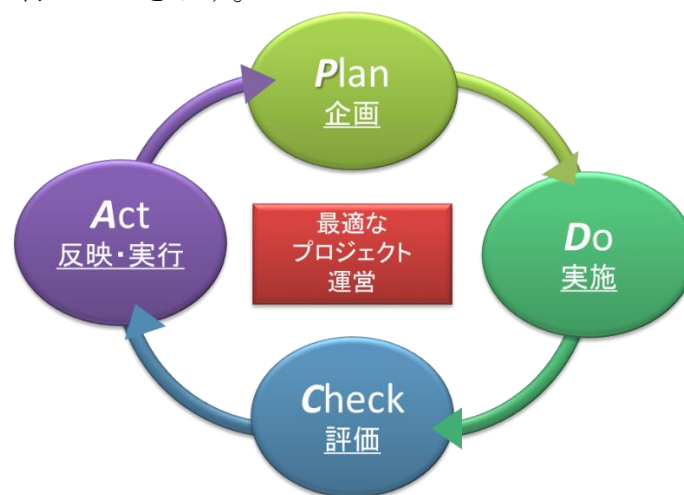 Plan
企画
Do
実施
Check
評価
Act
反映・実行
最適な
プロジェクト
運営